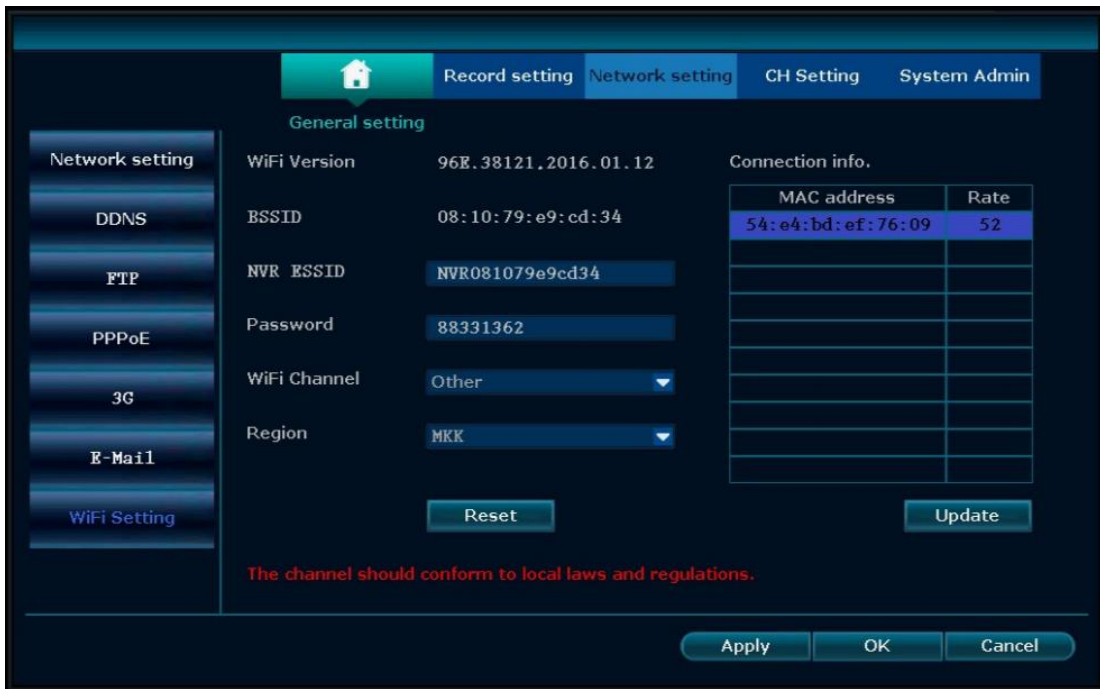 Record setting Network setting CH Setting System Admin
General setting
Network setting
DDNS
FTP
PPPoE
3G
E-Mail
WiFi Setting
WiFi Version 96E.38121.2016.01.12
BSSID 08:10:79:e9:cd:34
NVR ESSID NVR081079e9cd34
Password 88331362
WiFi Channel Other
Region MKK
Reset
Connection info.
MAC address Rate
54:e4:bd:ef:76:09 52
Update
The channel should conform to local laws and regulations.
Apply OK Cancel